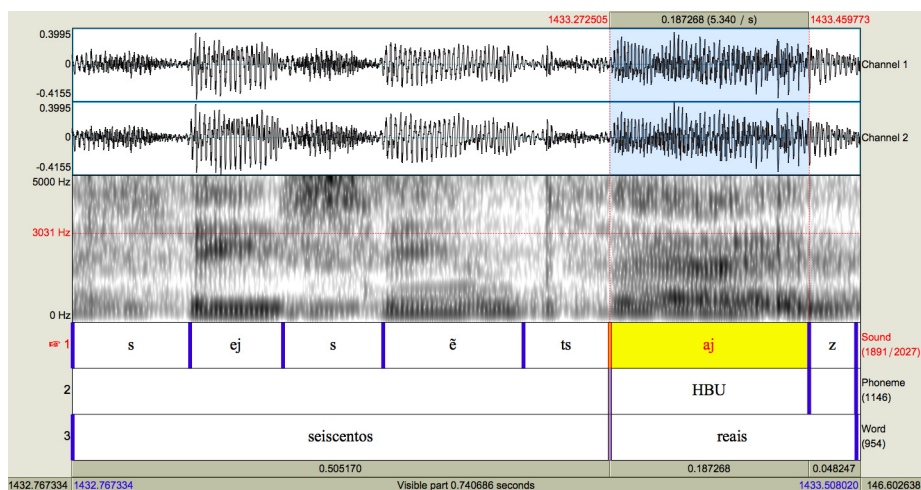 1433.272505 0.187268 (5.340 / s) 1433.459773
0.3995
0
-0.4155
Channel 1
0.3995
0
-0.4155
Channel 2
5000 Hz
3031 Hz
0 Hz
☞ 1 s ej s ẽ ts aj z Sound
(1891/2027)
2 HBU Phoneme
(1146)
3 seiscentos reais Word
(954)
0.505170 0.187268 0.048247
1432.767334 1432.767334 Visible part 0.740686 seconds 1433.508020 146.602638